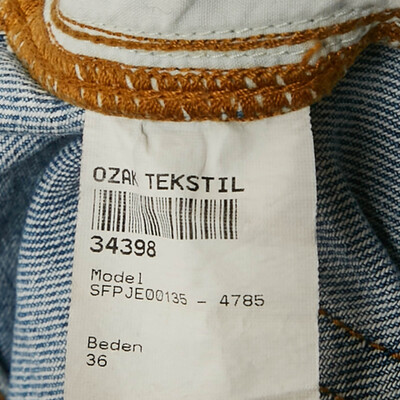 OZAK TEKSTIL
34398
Model
SFPJE00135 - 4785
Beden
36